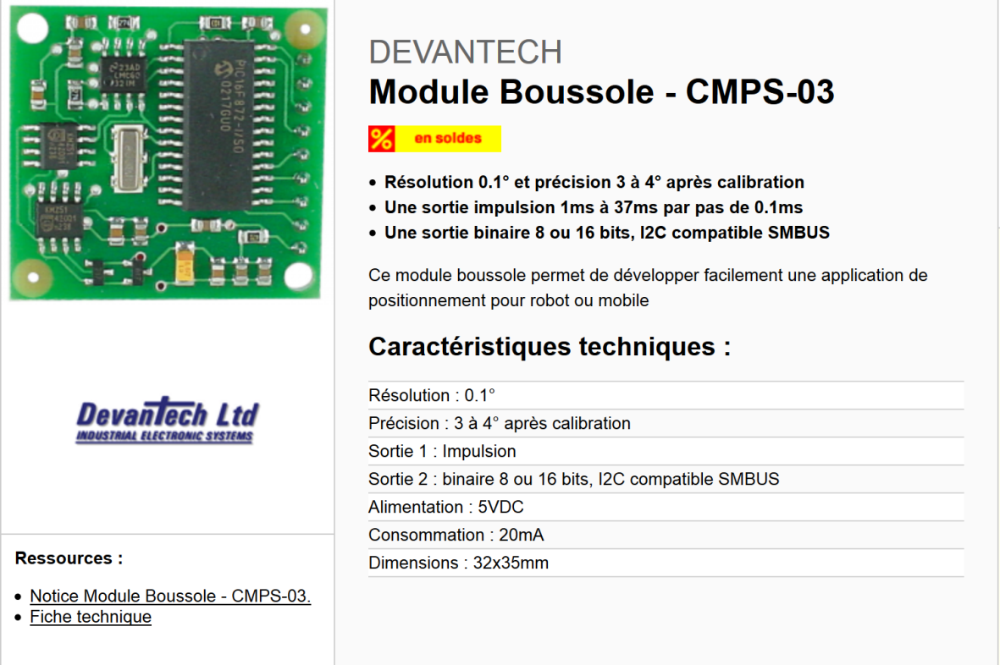 DEVANTECH
Module Boussole - CMPS-03
% en soldes
Résolution 0.1° et précision 3 à 4° après calibration
Une sortie impulsion 1ms à 37ms par pas de 0.1ms
Une sortie binaire 8 ou 16 bits, I2C compatible SMBUS
Ce module boussole permet de développer facilement une application de
positionnement pour robot ou mobile
Caractéristiques techniques :
Résolution : 0.1°
Précision : 3 à 4° après calibration
Sortie 1 : Impulsion
Sortie 2 : binaire 8 ou 16 bits, I2C compatible SMBUS
Alimentation : 5VDC
Consommation : 20mA
Dimensions : 32x35mm
PIC16F872-I/SO
0217GU0
23AD
LMC60
KMZ51
DevanTech Ltd
INDUSTRIAL ELECTRONIC SYSTEMS
Ressources :
Notice Module Boussole - CMPS-03.
Fiche technique